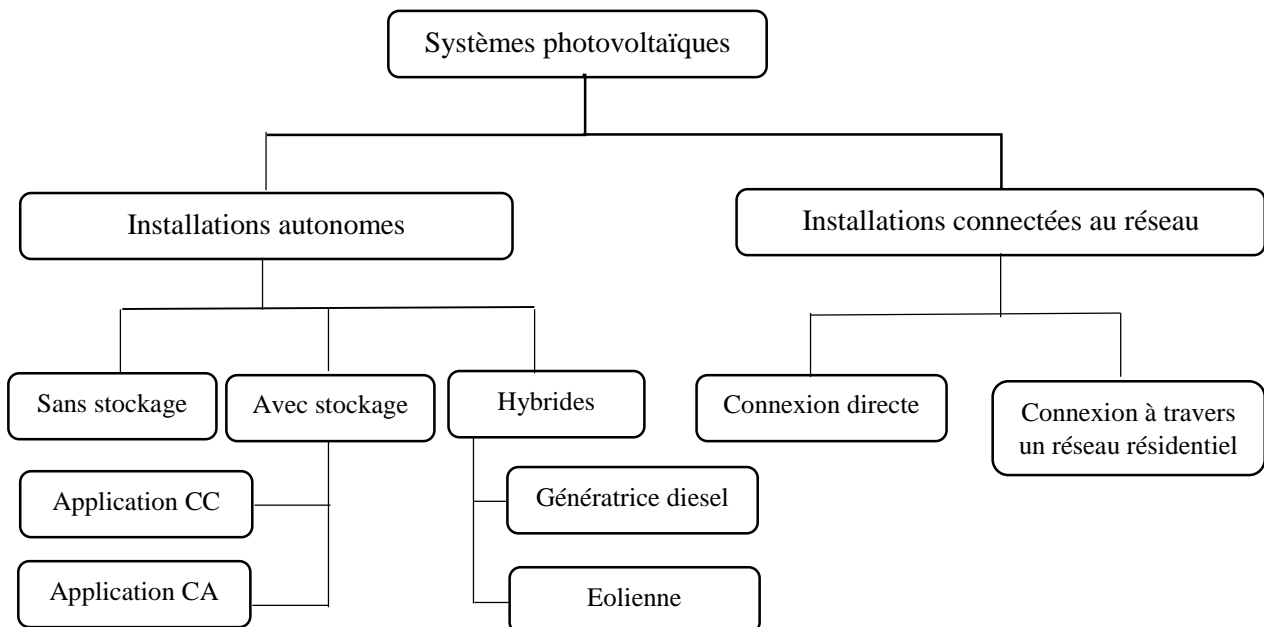 Systèmes photovoltaïques
Installations autonomes
Installations connectées au réseau
Sans stockage
Avec stockage
Hybrides
Connexion directe
Connexion à travers
un réseau résidentiel
Application CC
Génératrice diesel
Application CA
Eolienne